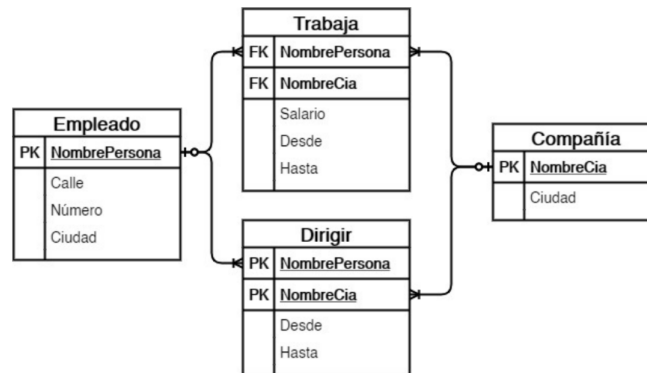 Trabaja
FK NombrePersona
FK NombreCia
Salario
Desde
Hasta
Empleado
PK NombrePersona
Calle
Número
Ciudad
Compañía
PK NombreCia
Ciudad
Dirigir
PK NombrePersona
PK NombreCia
Desde
Hasta